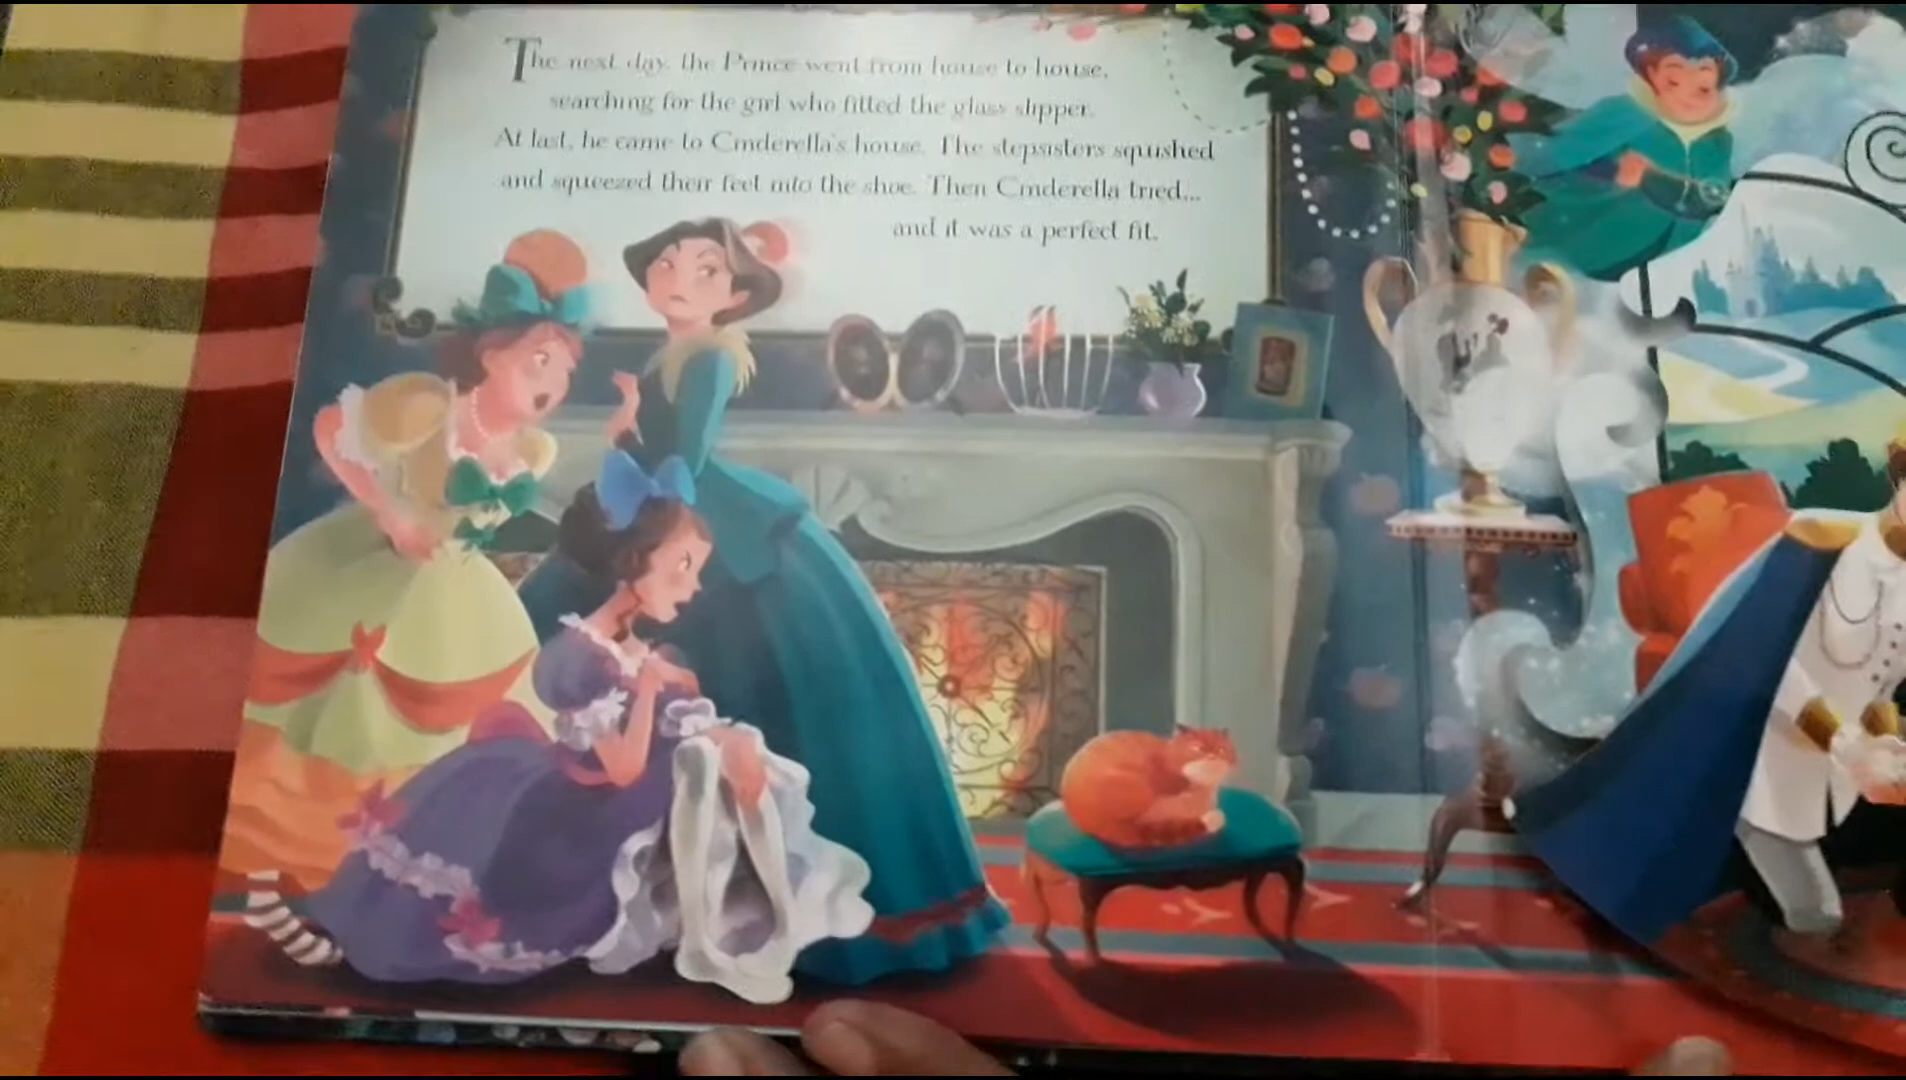 The next day, the Prince went from house to house,
searching for the girl who fitted the glass slipper.
At last, he came to Cinderella's house. The stepsisters squished
and squeezed their feet into the shoe. Then Cinderella tried...
and it was a perfect fit.